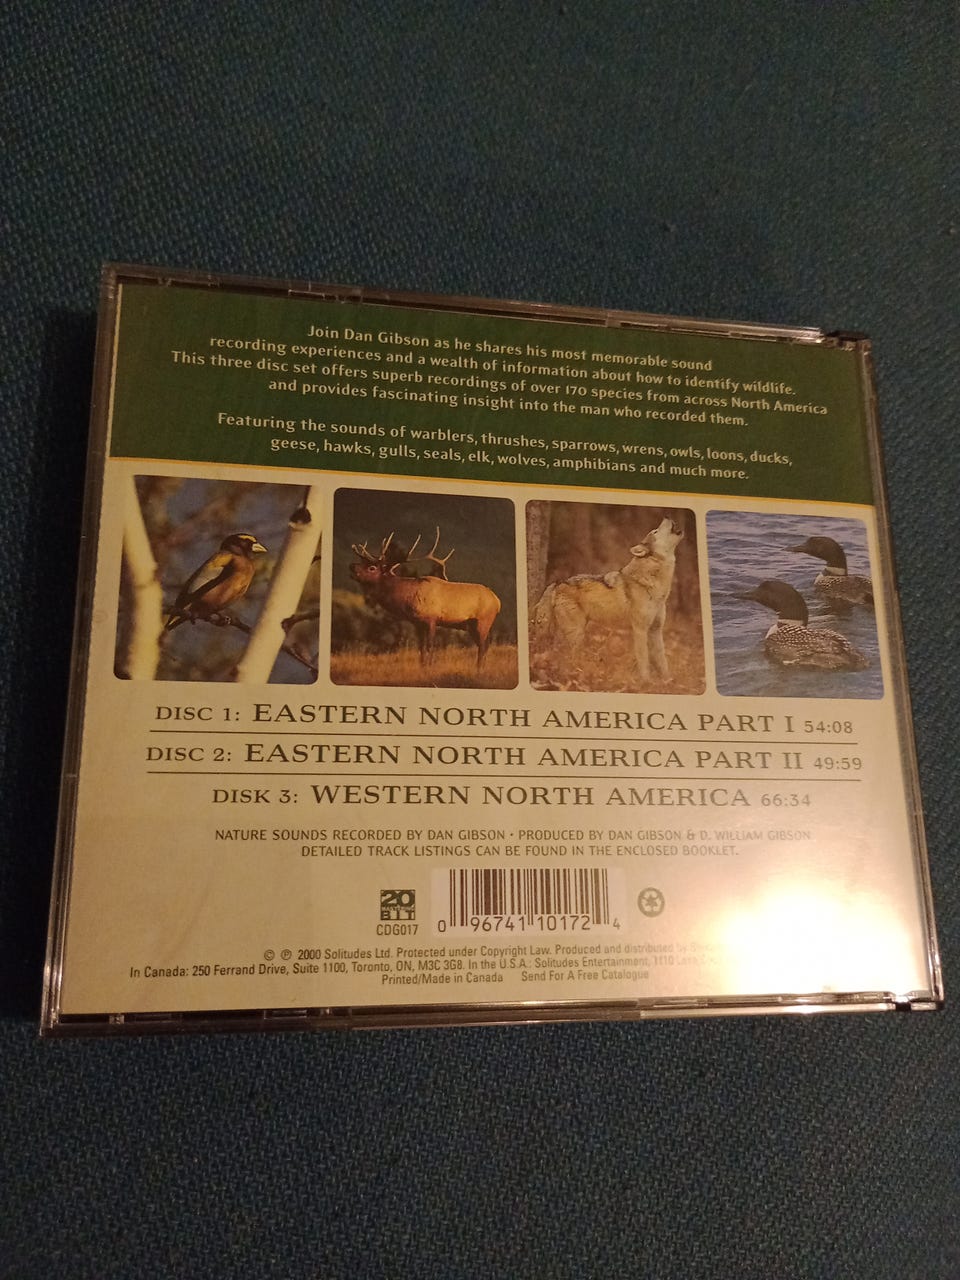 Join Dan Gibson as he shares his most memorable sound
recording experiences and a wealth of information about how to identify wildlife.
This three disc set offers superb recordings of over 170 species from across North America
and provides fascinating insight into the man who recorded them.
Featuring the sounds of warblers, thrushes, sparrows, wrens, owls, loons, ducks,
geese, hawks, gulls, seals, elk, wolves, amphibians and much more.
DISC 1: EASTERN NORTH AMERICA PART I 54:08
DISC 2: EASTERN NORTH AMERICA PART II 49:59
DISK 3: WESTERN NORTH AMERICA 66:34
NATURE SOUNDS RECORDED BY DAN GIBSON • PRODUCED BY DAN GIBSON & D. WILLIAM GIBSON
DETAILED TRACK LISTINGS CAN BE FOUND IN THE ENCLOSED BOOKLET.
20
BIT
CDG017
0 96741 10172 4
© ℗ 2000 Solitudes Ltd. Protected under Copyright Law. Produced and distributed by
In Canada: 250 Ferrand Drive, Suite 1100, Toronto, ON, M3C 3G8. In the U.S.A.: Solitudes Entertainment, 1110
Printed/Made in Canada Send For A Free Catalogue